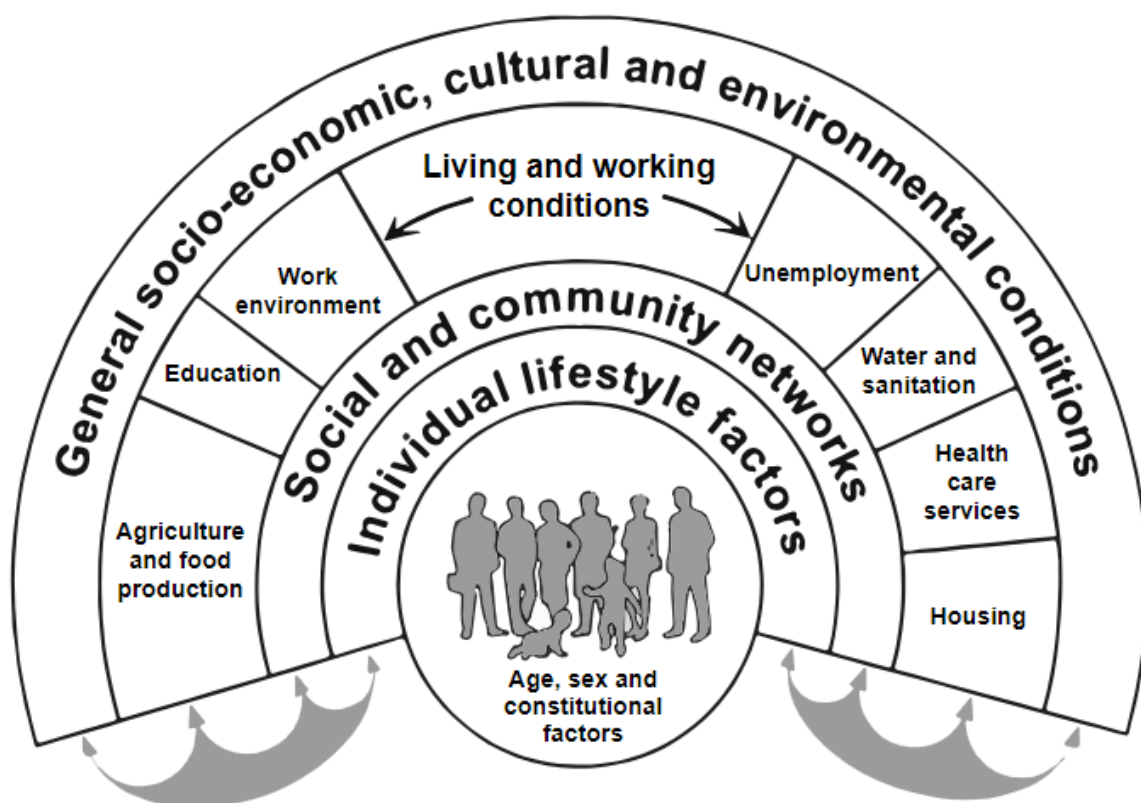 General socio-economic, cultural and environmental conditions
Living and working
conditions
Work
environment
Unemployment
Education
Water and
sanitation
Agriculture
and food
production
Health
care
services
Housing
Social and community networks
Individual lifestyle factors
Age, sex and
constitutional
factors